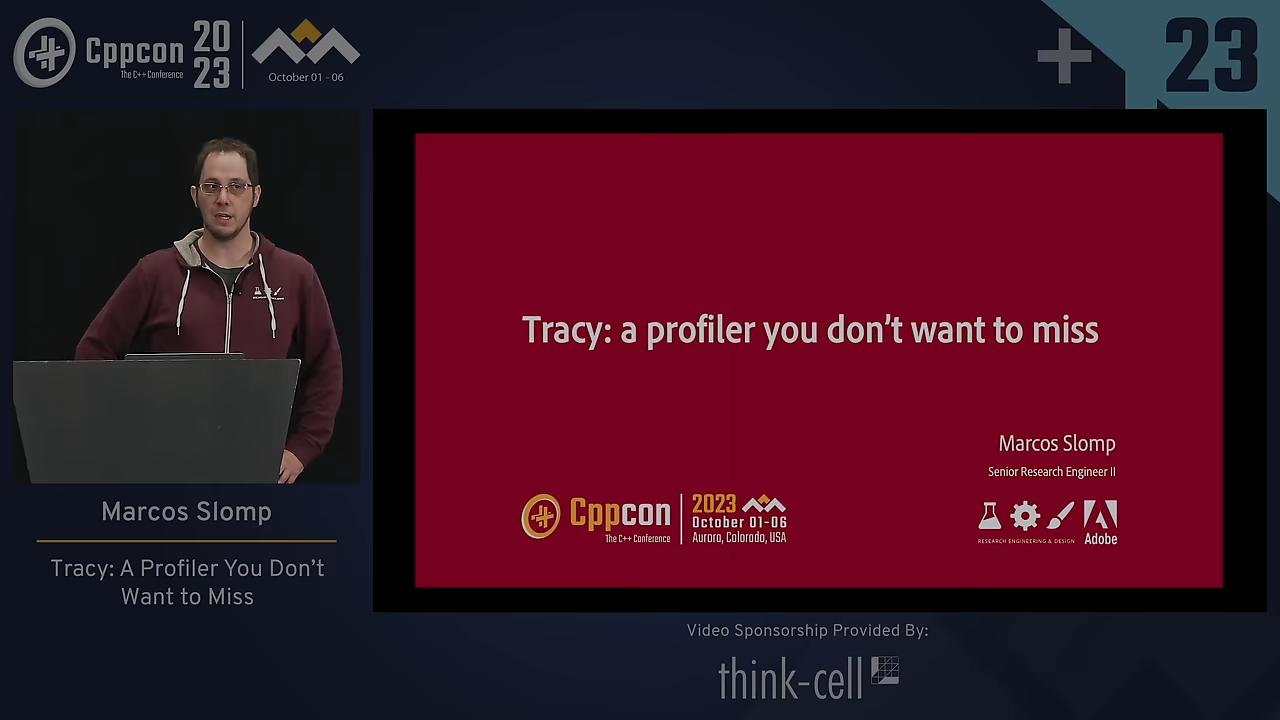 Cppcon
The C++ Conference
20
23
October 01 - 06
23
Tracy: a profiler you don't want to miss
Marcos Slomp
Senior Research Engineer II
Cppcon
The C++ Conference
2023
October 01-06
Aurora, Colorado, USA
RESEARCH ENGINEERING & DESIGN
Adobe
Marcos Slomp
Tracy: A Profiler You Don't
Want to Miss
Video Sponsorship Provided By:
think-cell